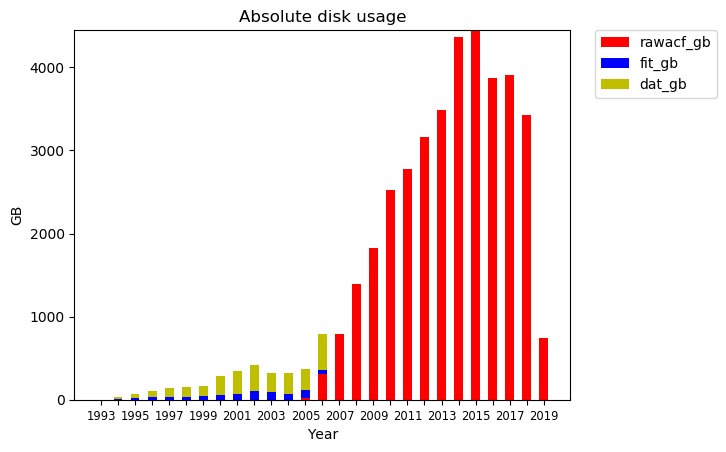 Absolute disk usage
rawacf_gb
fit_gb
dat_gb
4000
3000
2000
1000
0
GB
1993 1995 1997 1999 2001 2003 2005 2007 2009 2011 2013 2015 2017 2019
Year